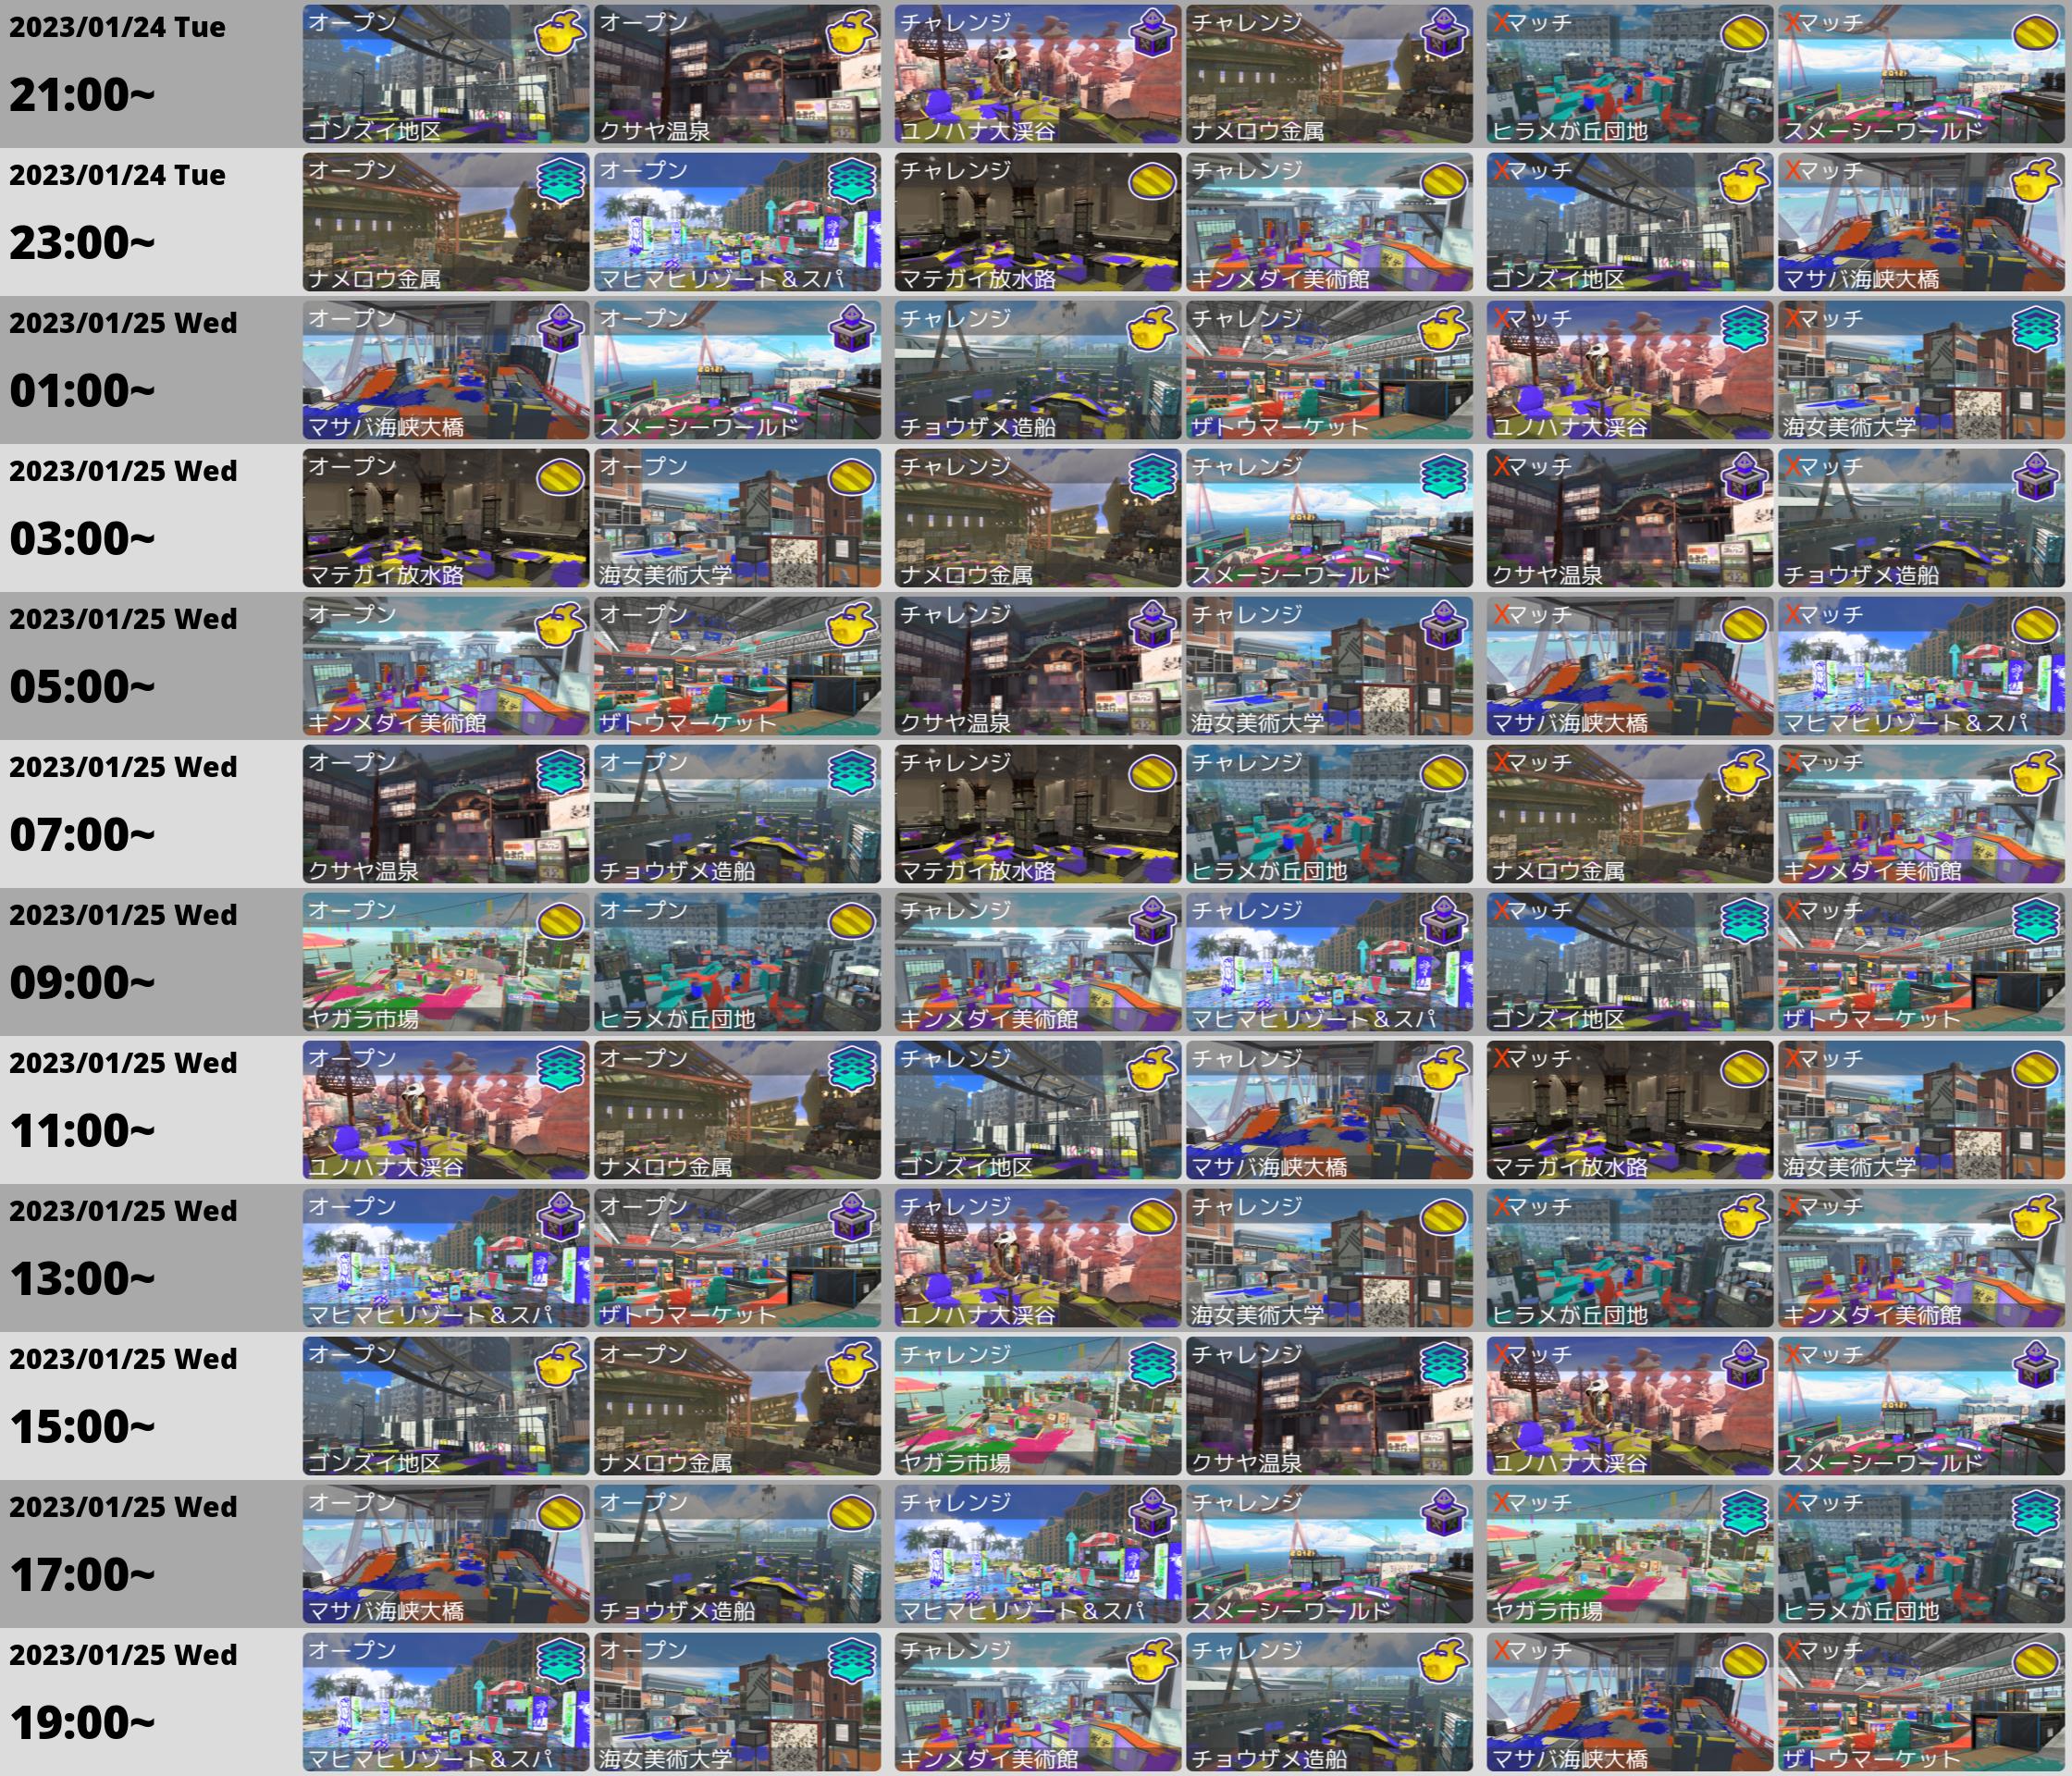 2023/01/24 Tue
21:00~
オープン オープン チャレンジ チャレンジ Xマッチ Xマッチ
ゴンズイ地区 クサヤ温泉 ユノハナ大渓谷 ナメロウ金属 ヒラメが丘団地 スメーシーワールド
2023/01/24 Tue
23:00~
オープン オープン チャレンジ チャレンジ Xマッチ Xマッチ
ナメロウ金属 マヒマヒリゾート＆スパ マテガイ放水路 キンメダイ美術館 ゴンズイ地区 マサバ海峡大橋
2023/01/25 Wed
01:00~
オープン オープン チャレンジ チャレンジ Xマッチ Xマッチ
マサバ海峡大橋 スメーシーワールド チョウザメ造船 ザトウマーケット ユノハナ大渓谷 海女美術大学
2023/01/25 Wed
03:00~
オープン オープン チャレンジ チャレンジ Xマッチ Xマッチ
マテガイ放水路 海女美術大学 ナメロウ金属 スメーシーワールド クサヤ温泉 チョウザメ造船
2023/01/25 Wed
05:00~
オープン オープン チャレンジ チャレンジ Xマッチ Xマッチ
キンメダイ美術館 ザトウマーケット クサヤ温泉 海女美術大学 マサバ海峡大橋 マヒマヒリゾート＆スパ
2023/01/25 Wed
07:00~
オープン オープン チャレンジ チャレンジ Xマッチ Xマッチ
クサヤ温泉 チョウザメ造船 マテガイ放水路 ヒラメが丘団地 ナメロウ金属 キンメダイ美術館
2023/01/25 Wed
09:00~
オープン オープン チャレンジ チャレンジ Xマッチ Xマッチ
ヤガラ市場 ヒラメが丘団地 キンメダイ美術館 マヒマヒリゾート＆スパ ゴンズイ地区 ザトウマーケット
2023/01/25 Wed
11:00~
オープン オープン チャレンジ チャレンジ Xマッチ Xマッチ
ユノハナ大渓谷 ナメロウ金属 ゴンズイ地区 マサバ海峡大橋 マテガイ放水路 海女美術大学
2023/01/25 Wed
13:00~
オープン オープン チャレンジ チャレンジ Xマッチ Xマッチ
マヒマヒリゾート＆スパ ザトウマーケット ユノハナ大渓谷 海女美術大学 ヒラメが丘団地 キンメダイ美術館
2023/01/25 Wed
15:00~
オープン オープン チャレンジ チャレンジ Xマッチ Xマッチ
ゴンズイ地区 ナメロウ金属 ヤガラ市場 クサヤ温泉 ユノハナ大渓谷 スメーシーワールド
2023/01/25 Wed
17:00~
オープン オープン チャレンジ チャレンジ Xマッチ Xマッチ
マサバ海峡大橋 チョウザメ造船 マヒマヒリゾート＆スパ スメーシーワールド ヤガラ市場 ヒラメが丘団地
2023/01/25 Wed
19:00~
オープン オープン チャレンジ チャレンジ Xマッチ Xマッチ
マヒマヒリゾート＆スパ 海女美術大学 キンメダイ美術館 チョウザメ造船 マサバ海峡大橋 ザトウマーケット